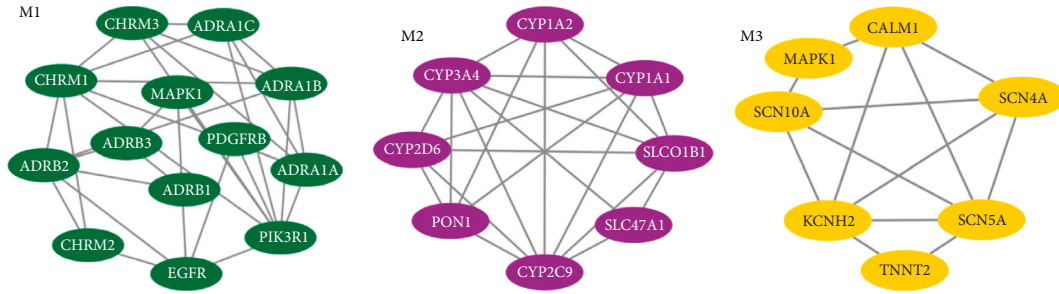 M1
CHRM3
ADRA1C
CHRM1
MAPK1
ADRA1B
ADRB3
PDGFRB
ADRB2
ADRA1A
ADRB1
CHRM2
PIK3R1
EGFR
M2
CYP1A2
CYP3A4
CYP1A1
CYP2D6
SLCO1B1
PON1
SLC47A1
CYP2C9
M3
CALM1
MAPK1
SCN4A
SCN10A
KCNH2
SCN5A
TNNT2